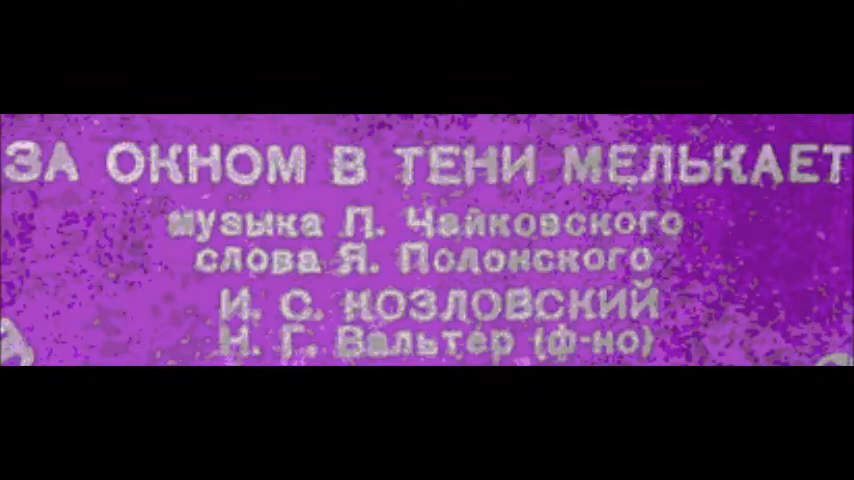 ЗА ОКНОМ В ТЕНИ МЕЛЬКАЕТ
музыка П. Чайковского
слова Я. Полонского
И. С. КОЗЛОВСКИЙ
Н. Г. Вальтер (ф-но)